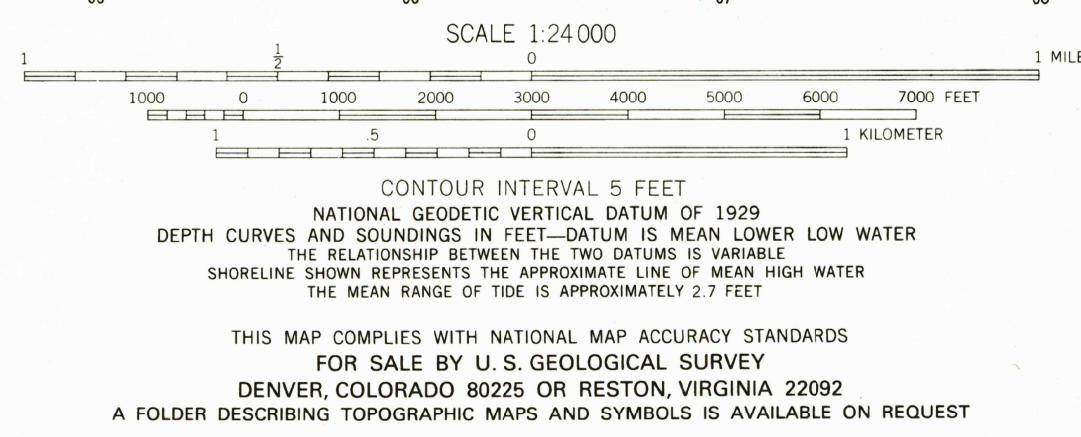 SCALE 1:24 000
1 ½ 0 1 MILE
1000 0 1000 2000 3000 4000 5000 6000 7000 FEET
1 .5 0 1 KILOMETER
CONTOUR INTERVAL 5 FEET
NATIONAL GEODETIC VERTICAL DATUM OF 1929
DEPTH CURVES AND SOUNDINGS IN FEET—DATUM IS MEAN LOWER LOW WATER
THE RELATIONSHIP BETWEEN THE TWO DATUMS IS VARIABLE
SHORELINE SHOWN REPRESENTS THE APPROXIMATE LINE OF MEAN HIGH WATER
THE MEAN RANGE OF TIDE IS APPROXIMATELY 2.7 FEET
THIS MAP COMPLIES WITH NATIONAL MAP ACCURACY STANDARDS
FOR SALE BY U. S. GEOLOGICAL SURVEY
DENVER, COLORADO 80225 OR RESTON, VIRGINIA 22092
A FOLDER DESCRIBING TOPOGRAPHIC MAPS AND SYMBOLS IS AVAILABLE ON REQUEST